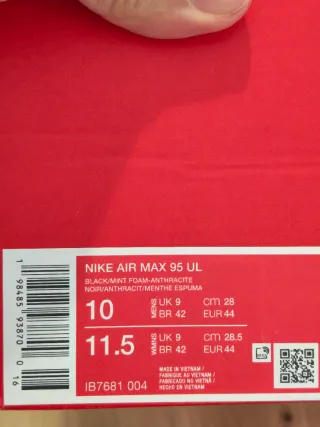 NIKE AIR MAX 95 UL
BLACK/MINT FOAM-ANTHRACITE
NOIR/ANTHRACIT/MENTHE ESPUMA
10 MENS UK 9 cm 28
BR 42 EUR 44
11.5 WMNS UK 9 cm 28.5
BR 42 EUR 44
IB7681 004
MADE IN VIETNAM /
FABRIQUÉ AU VIETNAM /
FABRICADO NO VIETNÃ /
HECHO EN VIETNAM
1 98485 93870 0
16